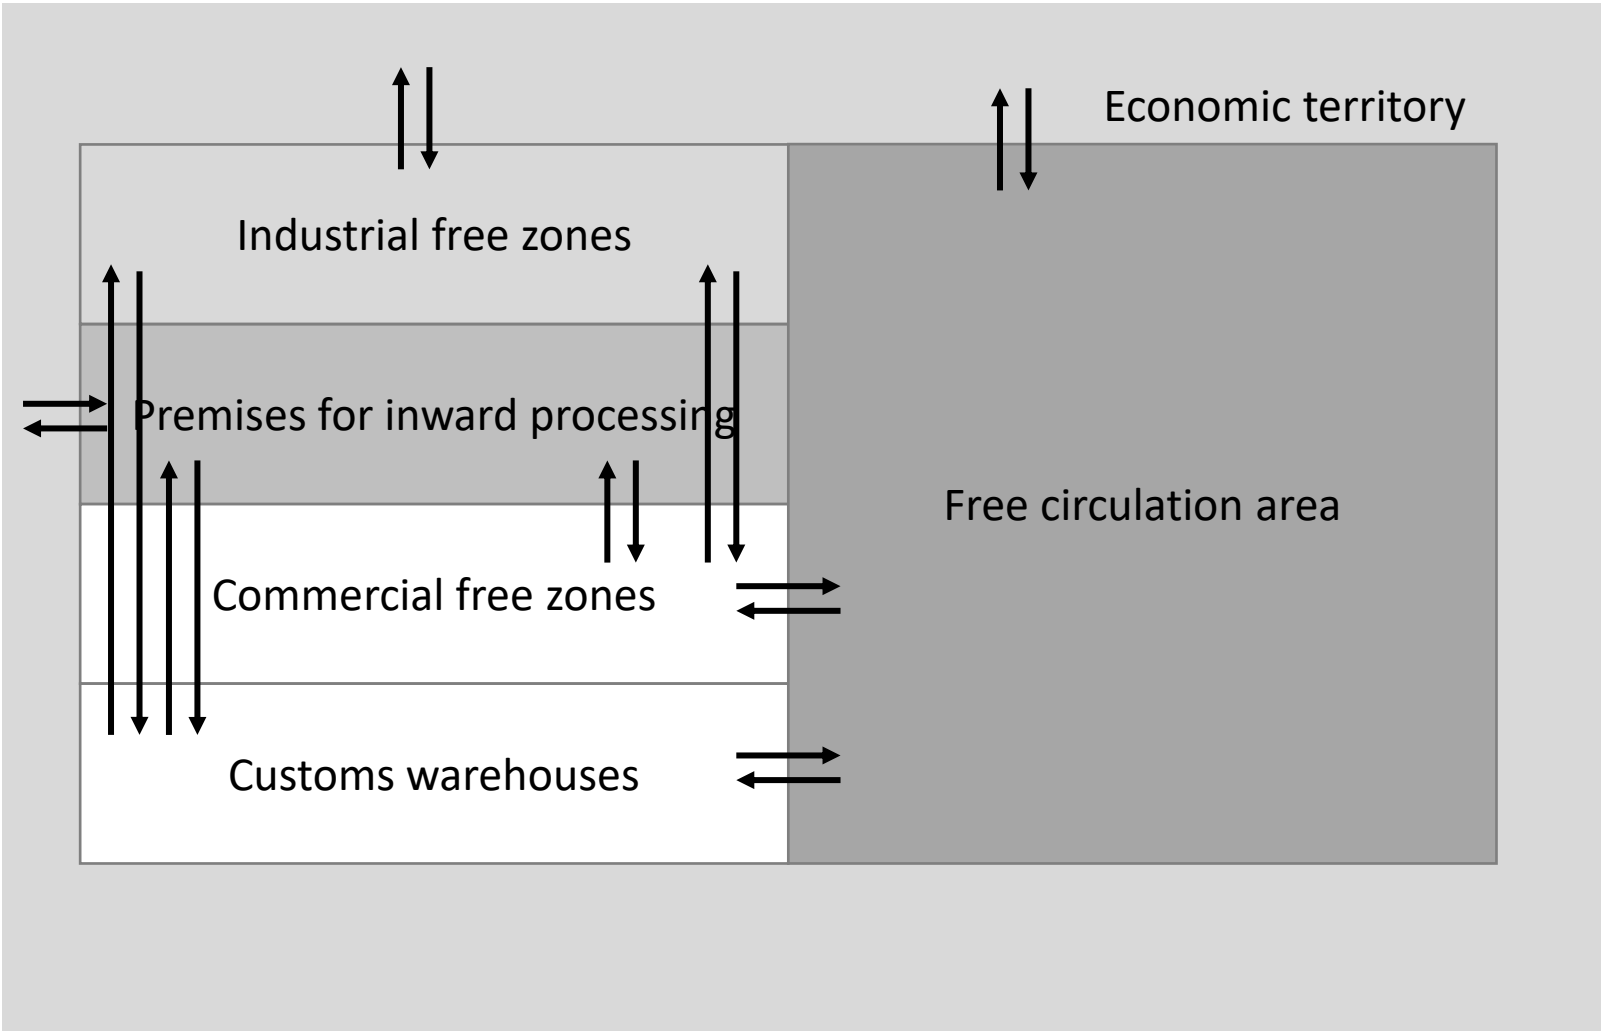 Economic territory
Industrial free zones
Premises for inward processing
Free circulation area
Commercial free zones
Customs warehouses